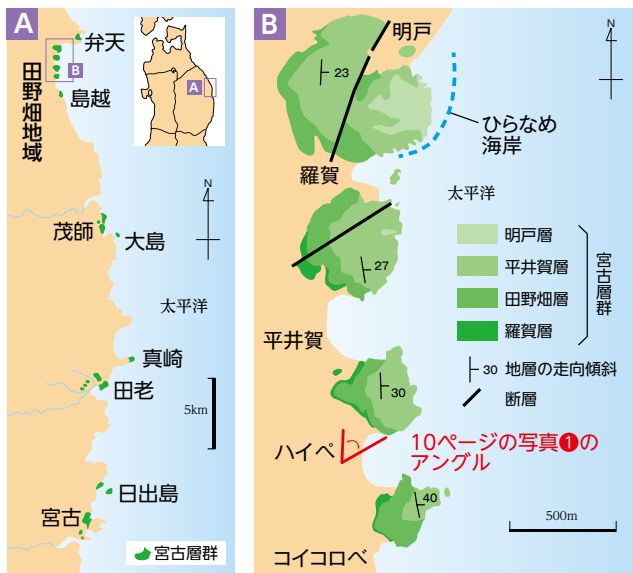 A
弁天
B
島越
田野畑地域
A
N
茂師
大島
太平洋
真崎
田老
5km
日出島
宮古
宮古層群
B
明戸
N
23
ひらなめ
海岸
羅賀
太平洋
明戸層
平井賀層
田野畑層
羅賀層
宮古層群
27
平井賀
30 地層の走向傾斜
断層
30
ハイペ
10ページの写真❶の
アングル
40
500m
コイコロベ